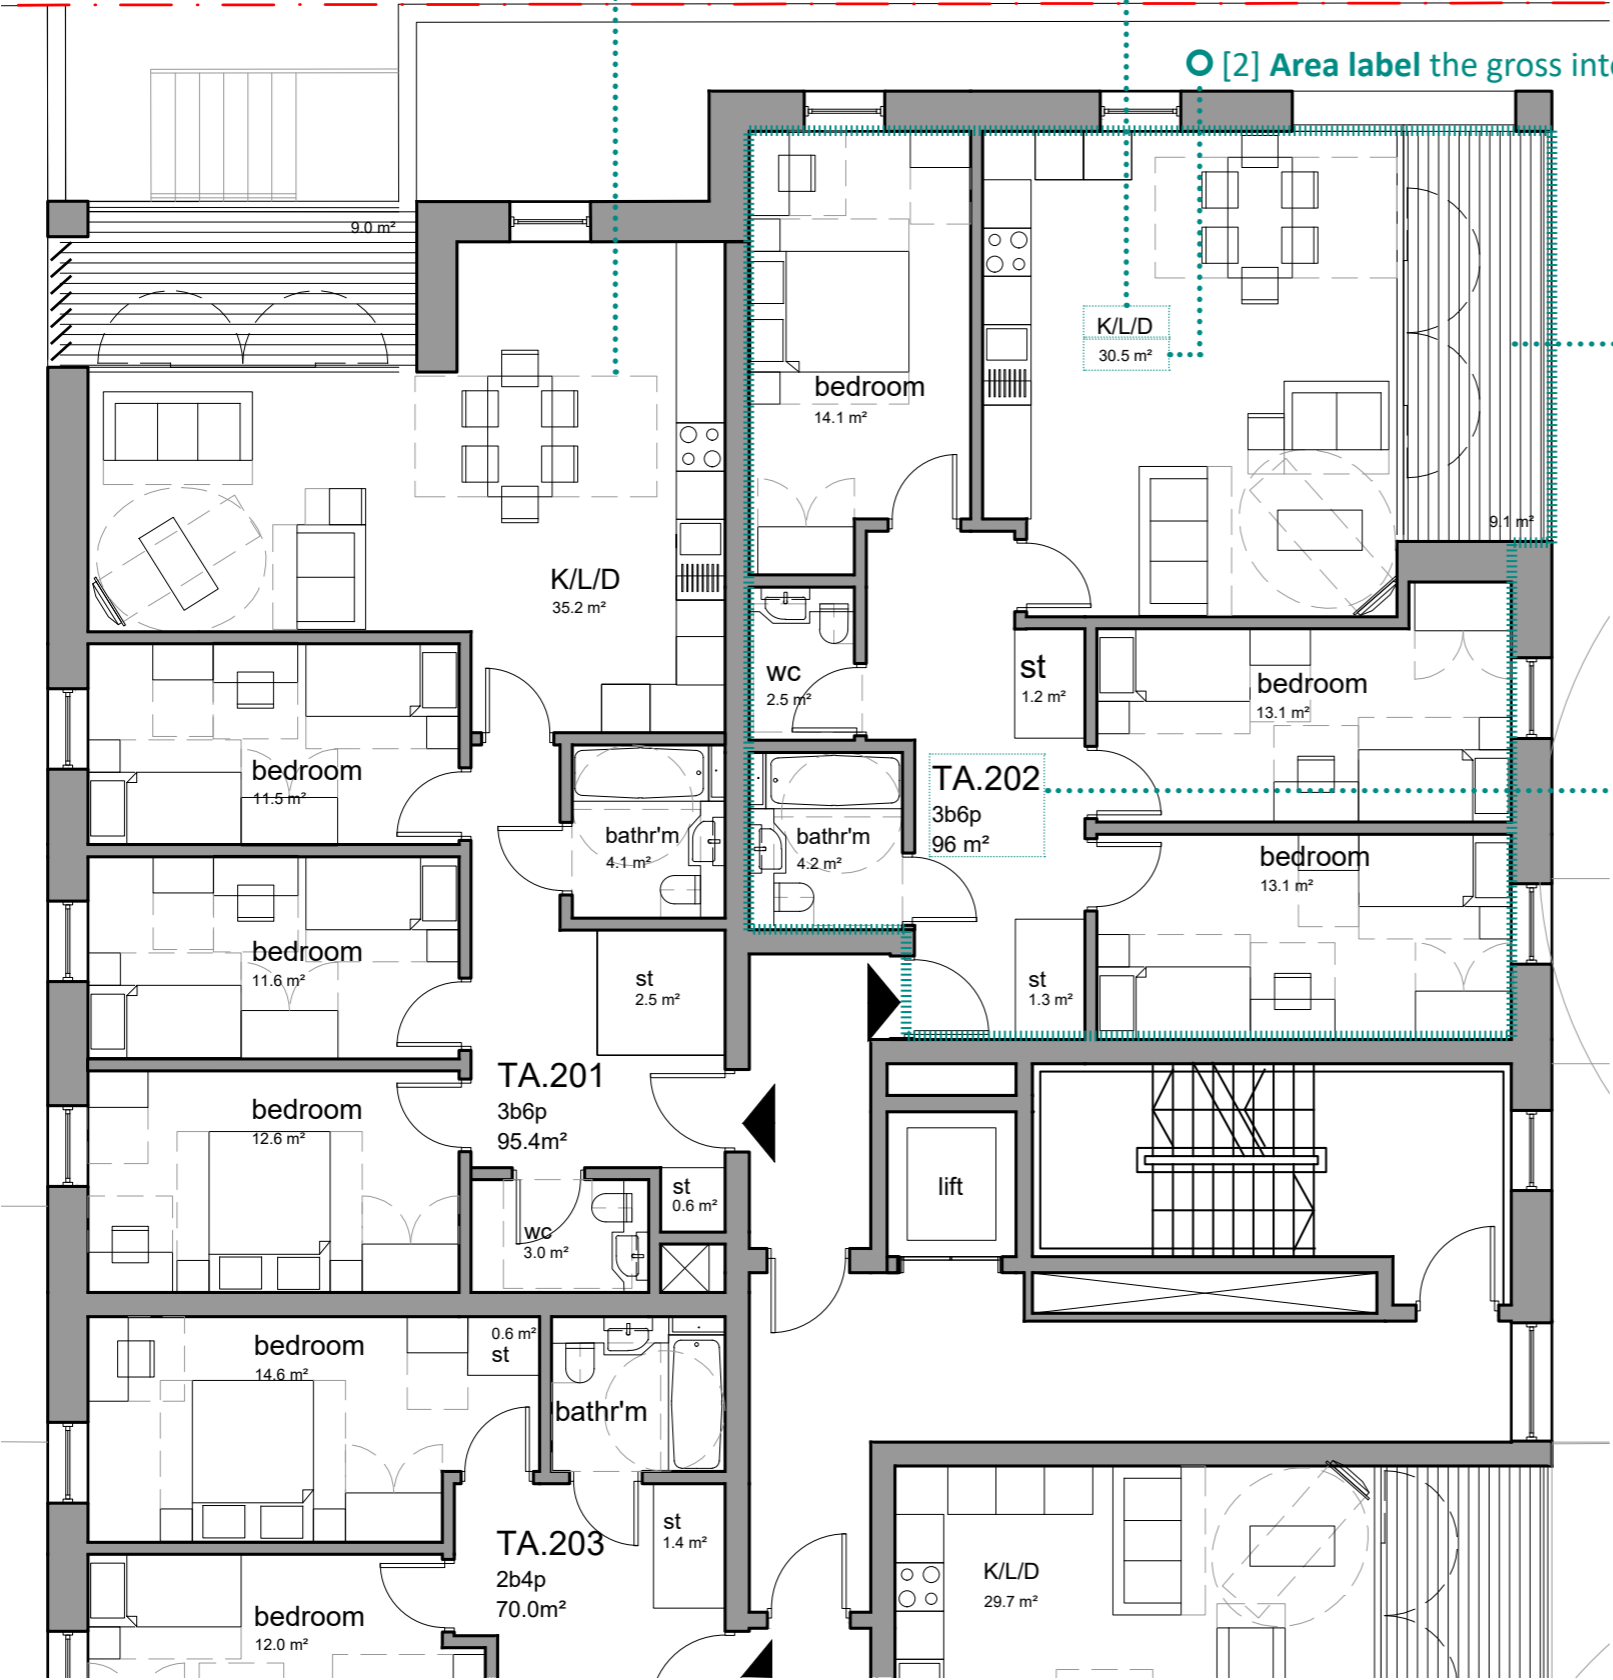 [2] Area label the gross inte
9.0 m²
K/L/D
30.5 m²
bedroom
14.1 m²
9.1 m²
K/L/D
35.2 m²
wc
2.5 m²
st
1.2 m²
bedroom
13.1 m²
bedroom
11.5 m²
TA.202
3b6p
96 m²
bathr'm
4.1 m²
bathr'm
4.2 m²
bedroom
13.1 m²
bedroom
11.6 m²
st
2.5 m²
st
1.3 m²
TA.201
3b6p
95.4m²
bedroom
12.6 m²
st
0.6 m²
lift
wc
3.0 m²
bedroom
14.6 m²
0.6 m²
st
bathr'm
TA.203
2b4p
70.0m²
st
1.4 m²
K/L/D
29.7 m²
bedroom
12.0 m²